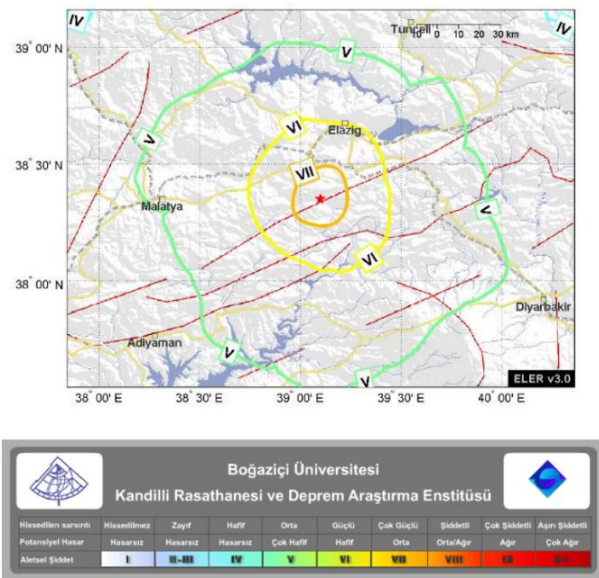 IV
Tunceli
10 0 10 20 30 km
IV
39° 00' N
V
VI
Elazig
V
38° 30' N
VII
Malatya
V
VI
38° 00' N
Diyarbakir
Adiyaman
V
V
ELER v3.0
38° 00' E 38° 30' E 39° 00' E 39° 30' E 40° 00' E
Boğaziçi Üniversitesi
Kandilli Rasathanesi ve Deprem Araştırma Enstitüsü
Hissedilen sarsıntı Hissedilmez Zayıf Hafif Orta Güçlü Çok Güçlü Şiddetli Çok Şiddetli Aşırı Şiddetli
Potansiyel Hasar Hasarsız Hasarsız Hasarsız Çok Hafif Hafif Orta Orta/Ağır Ağır Çok Ağır
Aletsel Şiddet I II-III IV V VI VII VIII IX X+